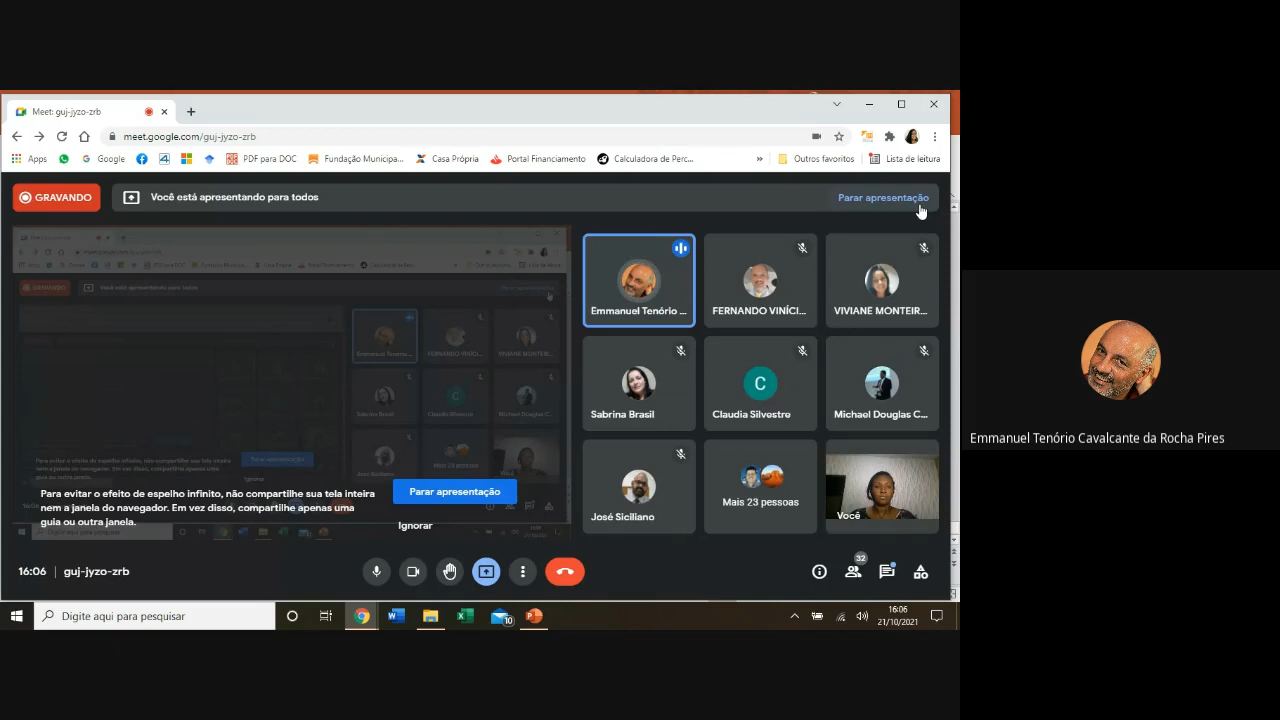 Meet: guj-jyzo-zrb
meet.google.com/guj-jyzo-zrb
Apps
Google
PDF para DOC
Fundação Municipa...
Casa Própria
Portal Financiamento
Calculadora de Perc...
»
Outros favoritos
Lista de leitura
GRAVANDO
Você está apresentando para todos
Parar apresentação
Emmanuel Tenório ...
FERNANDO VINÍCI...
VIVIANE MONTEIR...
Sabrina Brasil
C
Claudia Silvestre
Michael Douglas C...
José Siciliano
Mais 23 pessoas
Você
Para evitar o efeito de espelho infinito, não compartilhe sua tela inteira
nem a janela do navegador. Em vez disso, compartilhe apenas uma
guia ou outra janela.
Parar apresentação
Ignorar
16:06 | guj-jyzo-zrb
32
Digite aqui para pesquisar
10
16:06
21/10/2021
Emmanuel Tenório Cavalcante da Rocha Pires